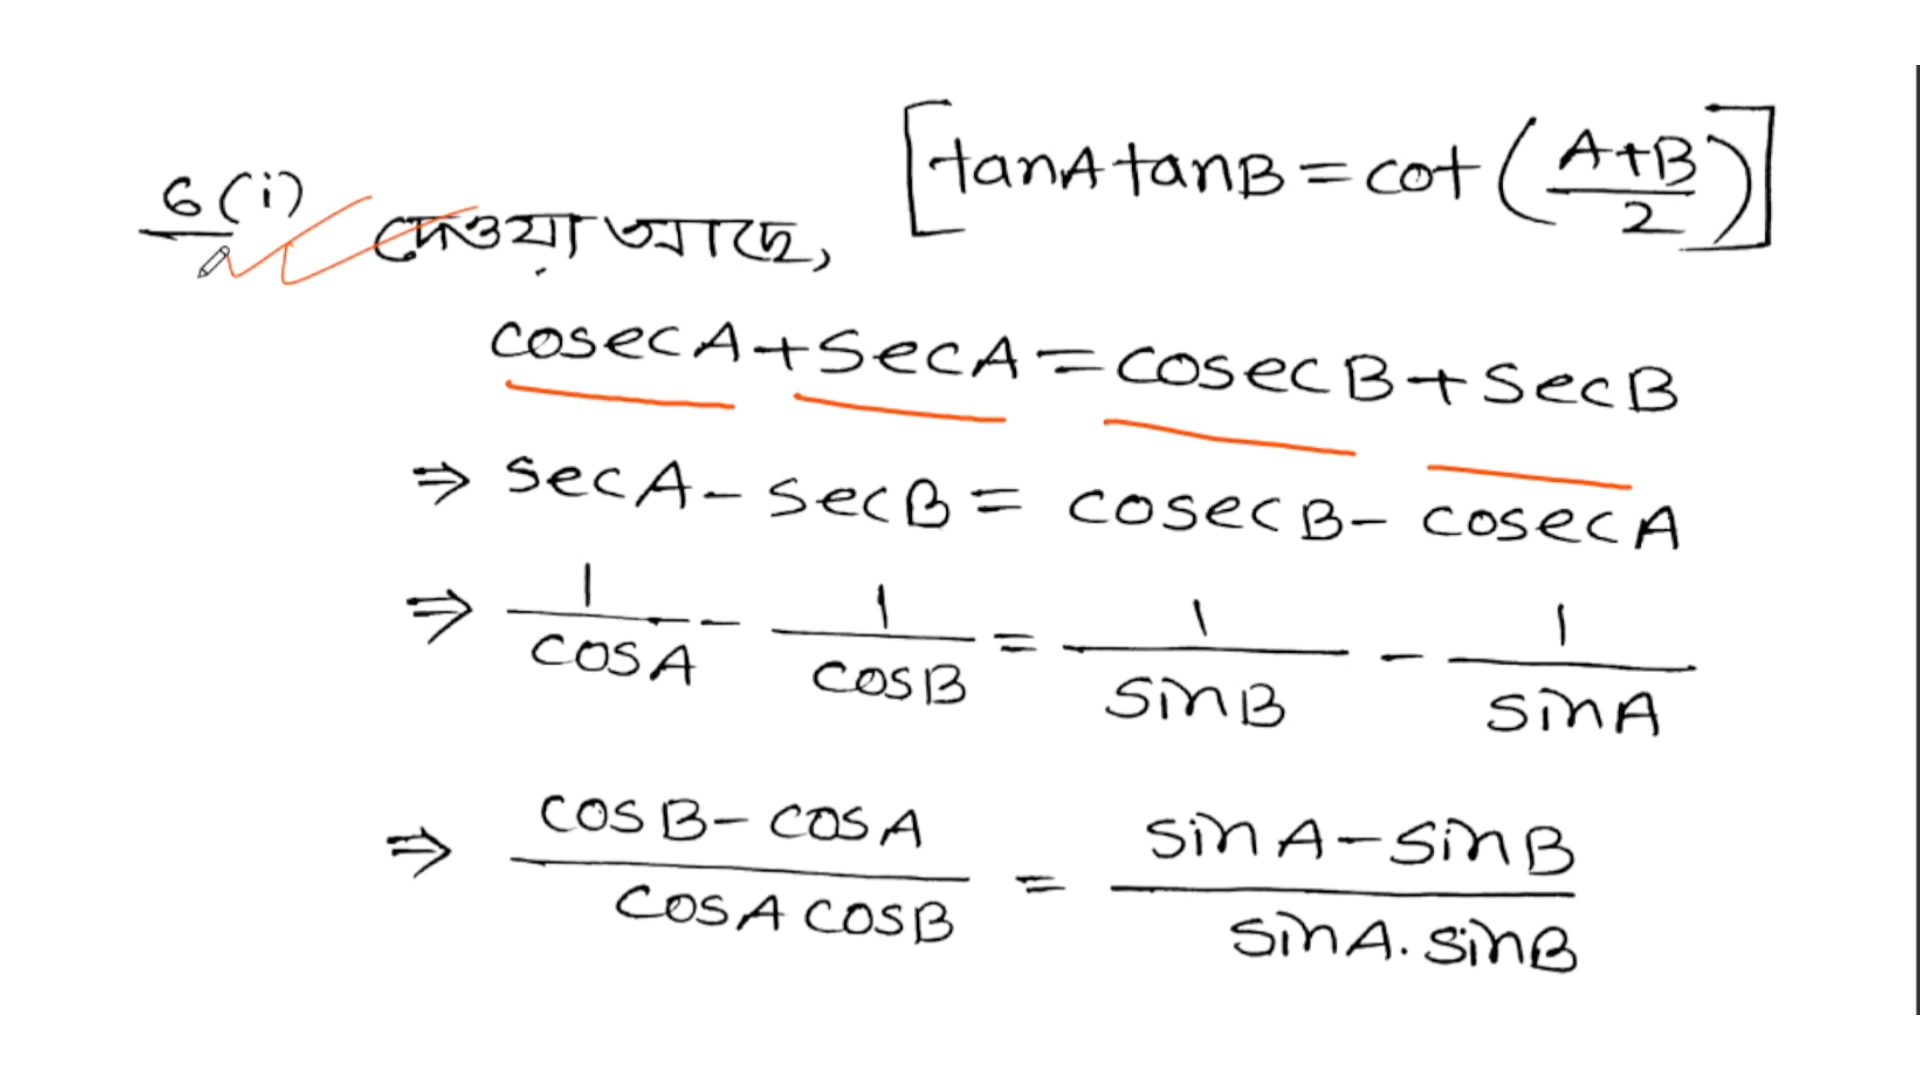 [tanA tanB = cot (A+B/2)]
6(i) দেওয়া আছে,
cosecA + secA = cosecB + secB
⇒ secA - secB = cosecB - cosecA
⇒ 1/cosA - 1/cosB = 1/sinB - 1/sinA
⇒ cosB - cosA/cosA cosB = sinA - sinB/sinA. sinB